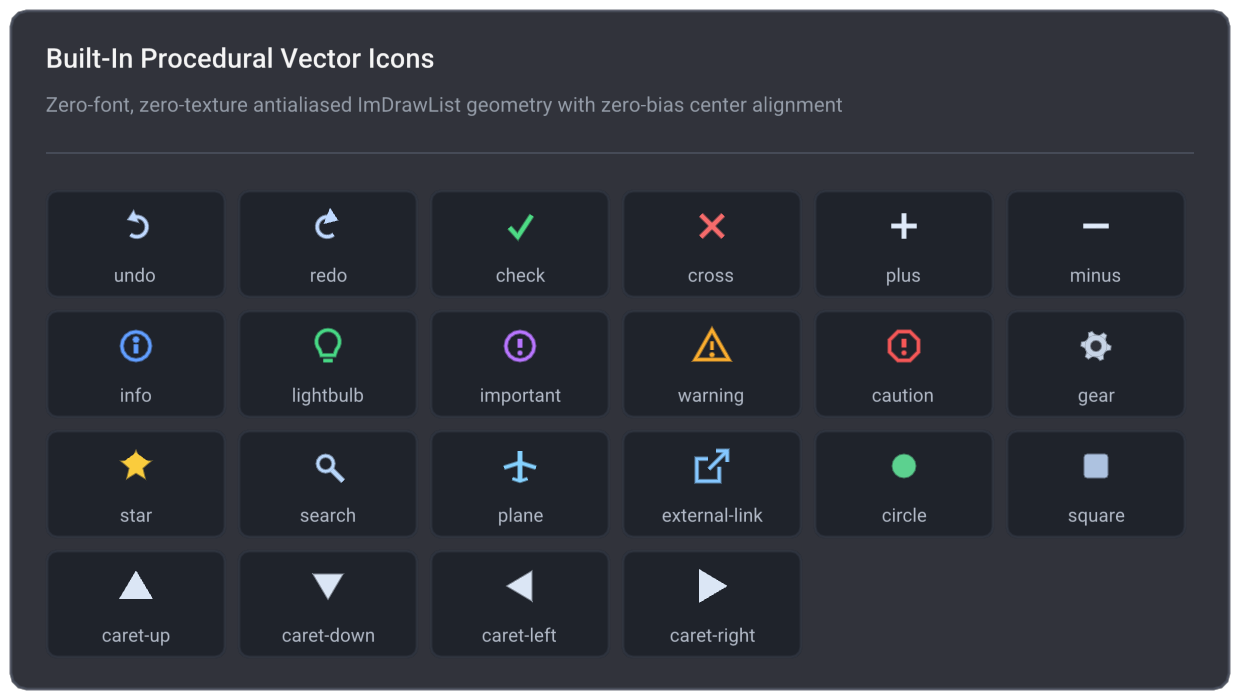 Built-In Procedural Vector Icons
Zero-font, zero-texture antialiased ImDrawList geometry with zero-bias center alignment
undo redo check cross plus minus
info lightbulb important warning caution gear
star search plane external-link circle square
caret-up caret-down caret-left caret-right